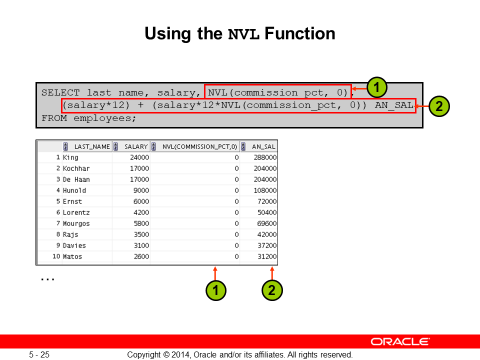 Using the NVL Function
SELECT last_name, salary, NVL(commission_pct, 0),
(salary*12) + (salary*12*NVL(commission_pct, 0)) AN_SAL
FROM employees;
1
2
LAST_NAME SALARY NVL(COMMISSION_PCT,0) AN_SAL
1 King 24000 0 288000
2 Kochhar 17000 0 204000
3 De Haan 17000 0 204000
4 Hunold 9000 0 108000
5 Ernst 6000 0 72000
6 Lorentz 4200 0 50400
7 Mourgos 5800 0 69600
8 Rajs 3500 0 42000
9 Davies 3100 0 37200
10 Matos 2600 0 31200
...
1 2
ORACLE
5 - 25 Copyright © 2014, Oracle and/or its affiliates. All rights reserved.